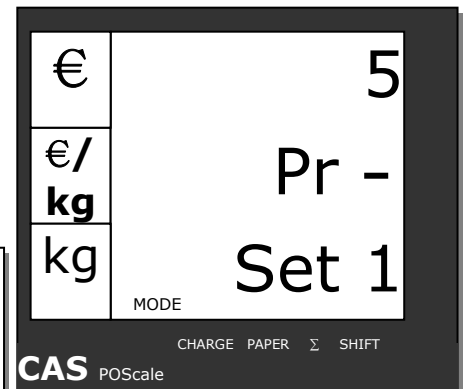 € 5
€/
kg
Pr -
kg Set 1
MODE
CHARGE PAPER Σ SHIFT
CAS POScale